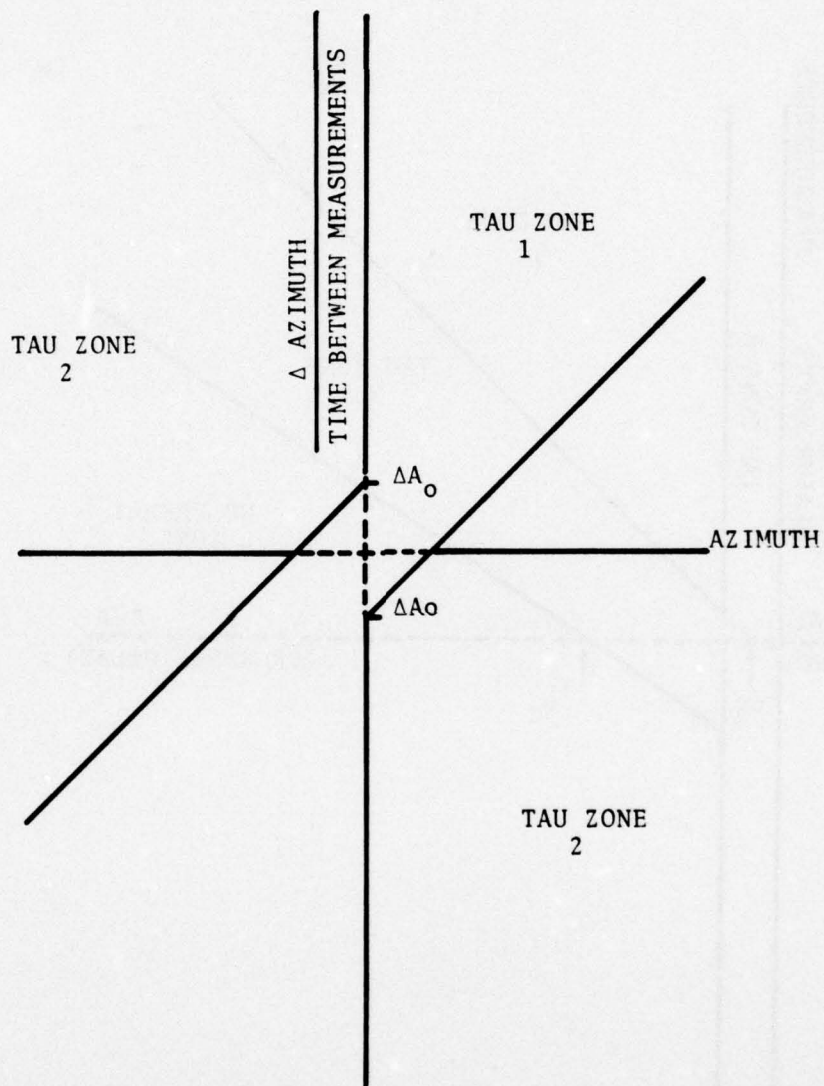 Δ AZIMUTH
TIME BETWEEN MEASUREMENTS
TAU ZONE
1
TAU ZONE
2
ΔA₀
AZIMUTH
ΔAo
TAU ZONE
2